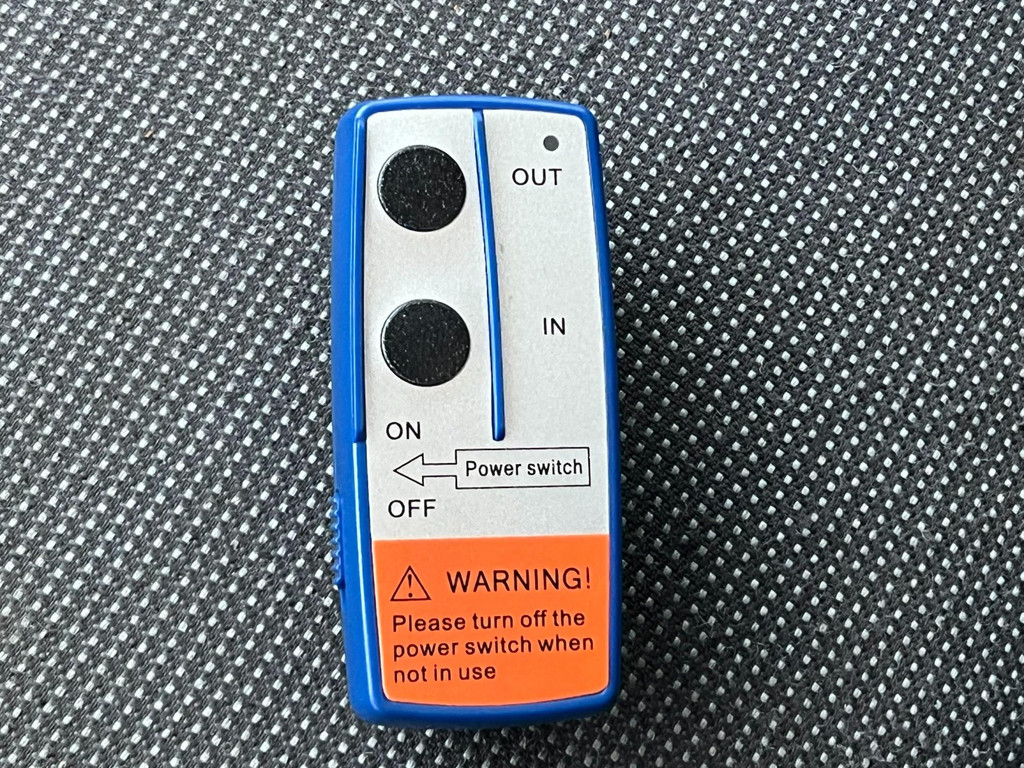 OUT
IN
ON
Power switch
OFF
WARNING!
Please turn off the
power switch when
not in use